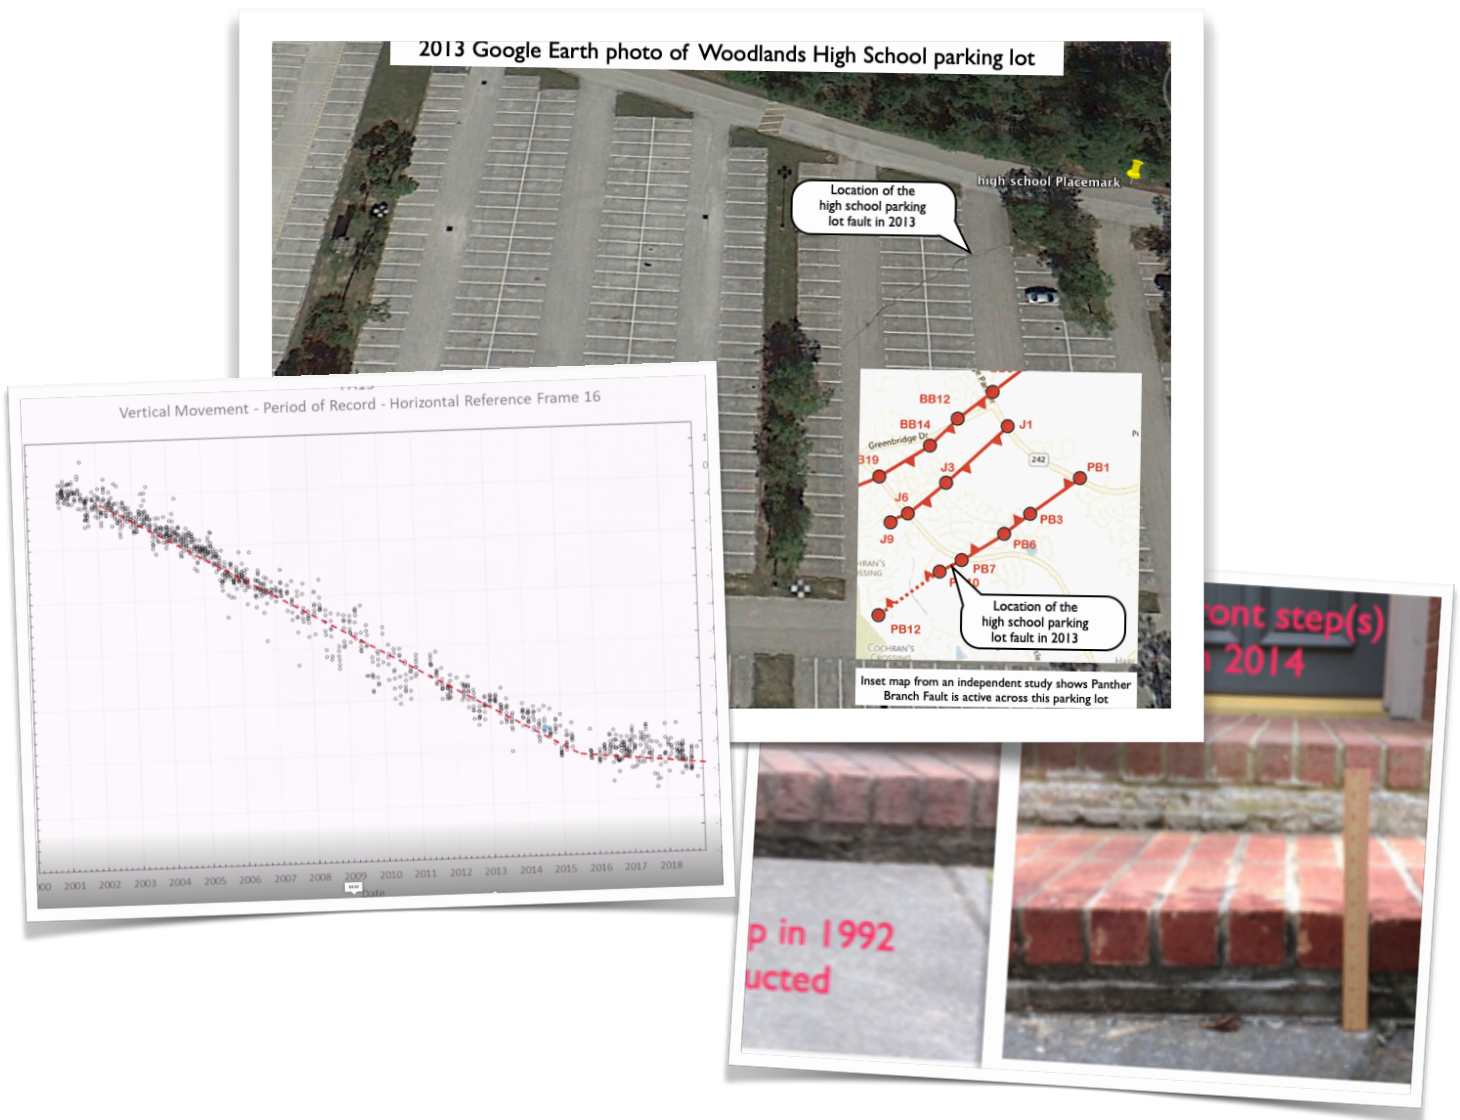 2013 Google Earth photo of Woodlands High School parking lot
high school Placemark
Location of the
high school parking
lot fault in 2013
BB12
BB14
Greenbridge Dr
B19
J1
242
J3
PB1
J6
J9
PB3
PB6
PB7
PB12
COCHRAN'S
CROSSING
Location of the
high school parking
lot fault in 2013
Inset map from an independent study shows Panther
Branch Fault is active across this parking lot
Vertical Movement - Period of Record - Horizontal Reference Frame 16
2001 2002 2003 2004 2005 2006 2007 2008 2009 2010 2011 2012 2013 2014 2015 2016 2017 2018
Date
ront step(s)
2014
p in 1992
ucted